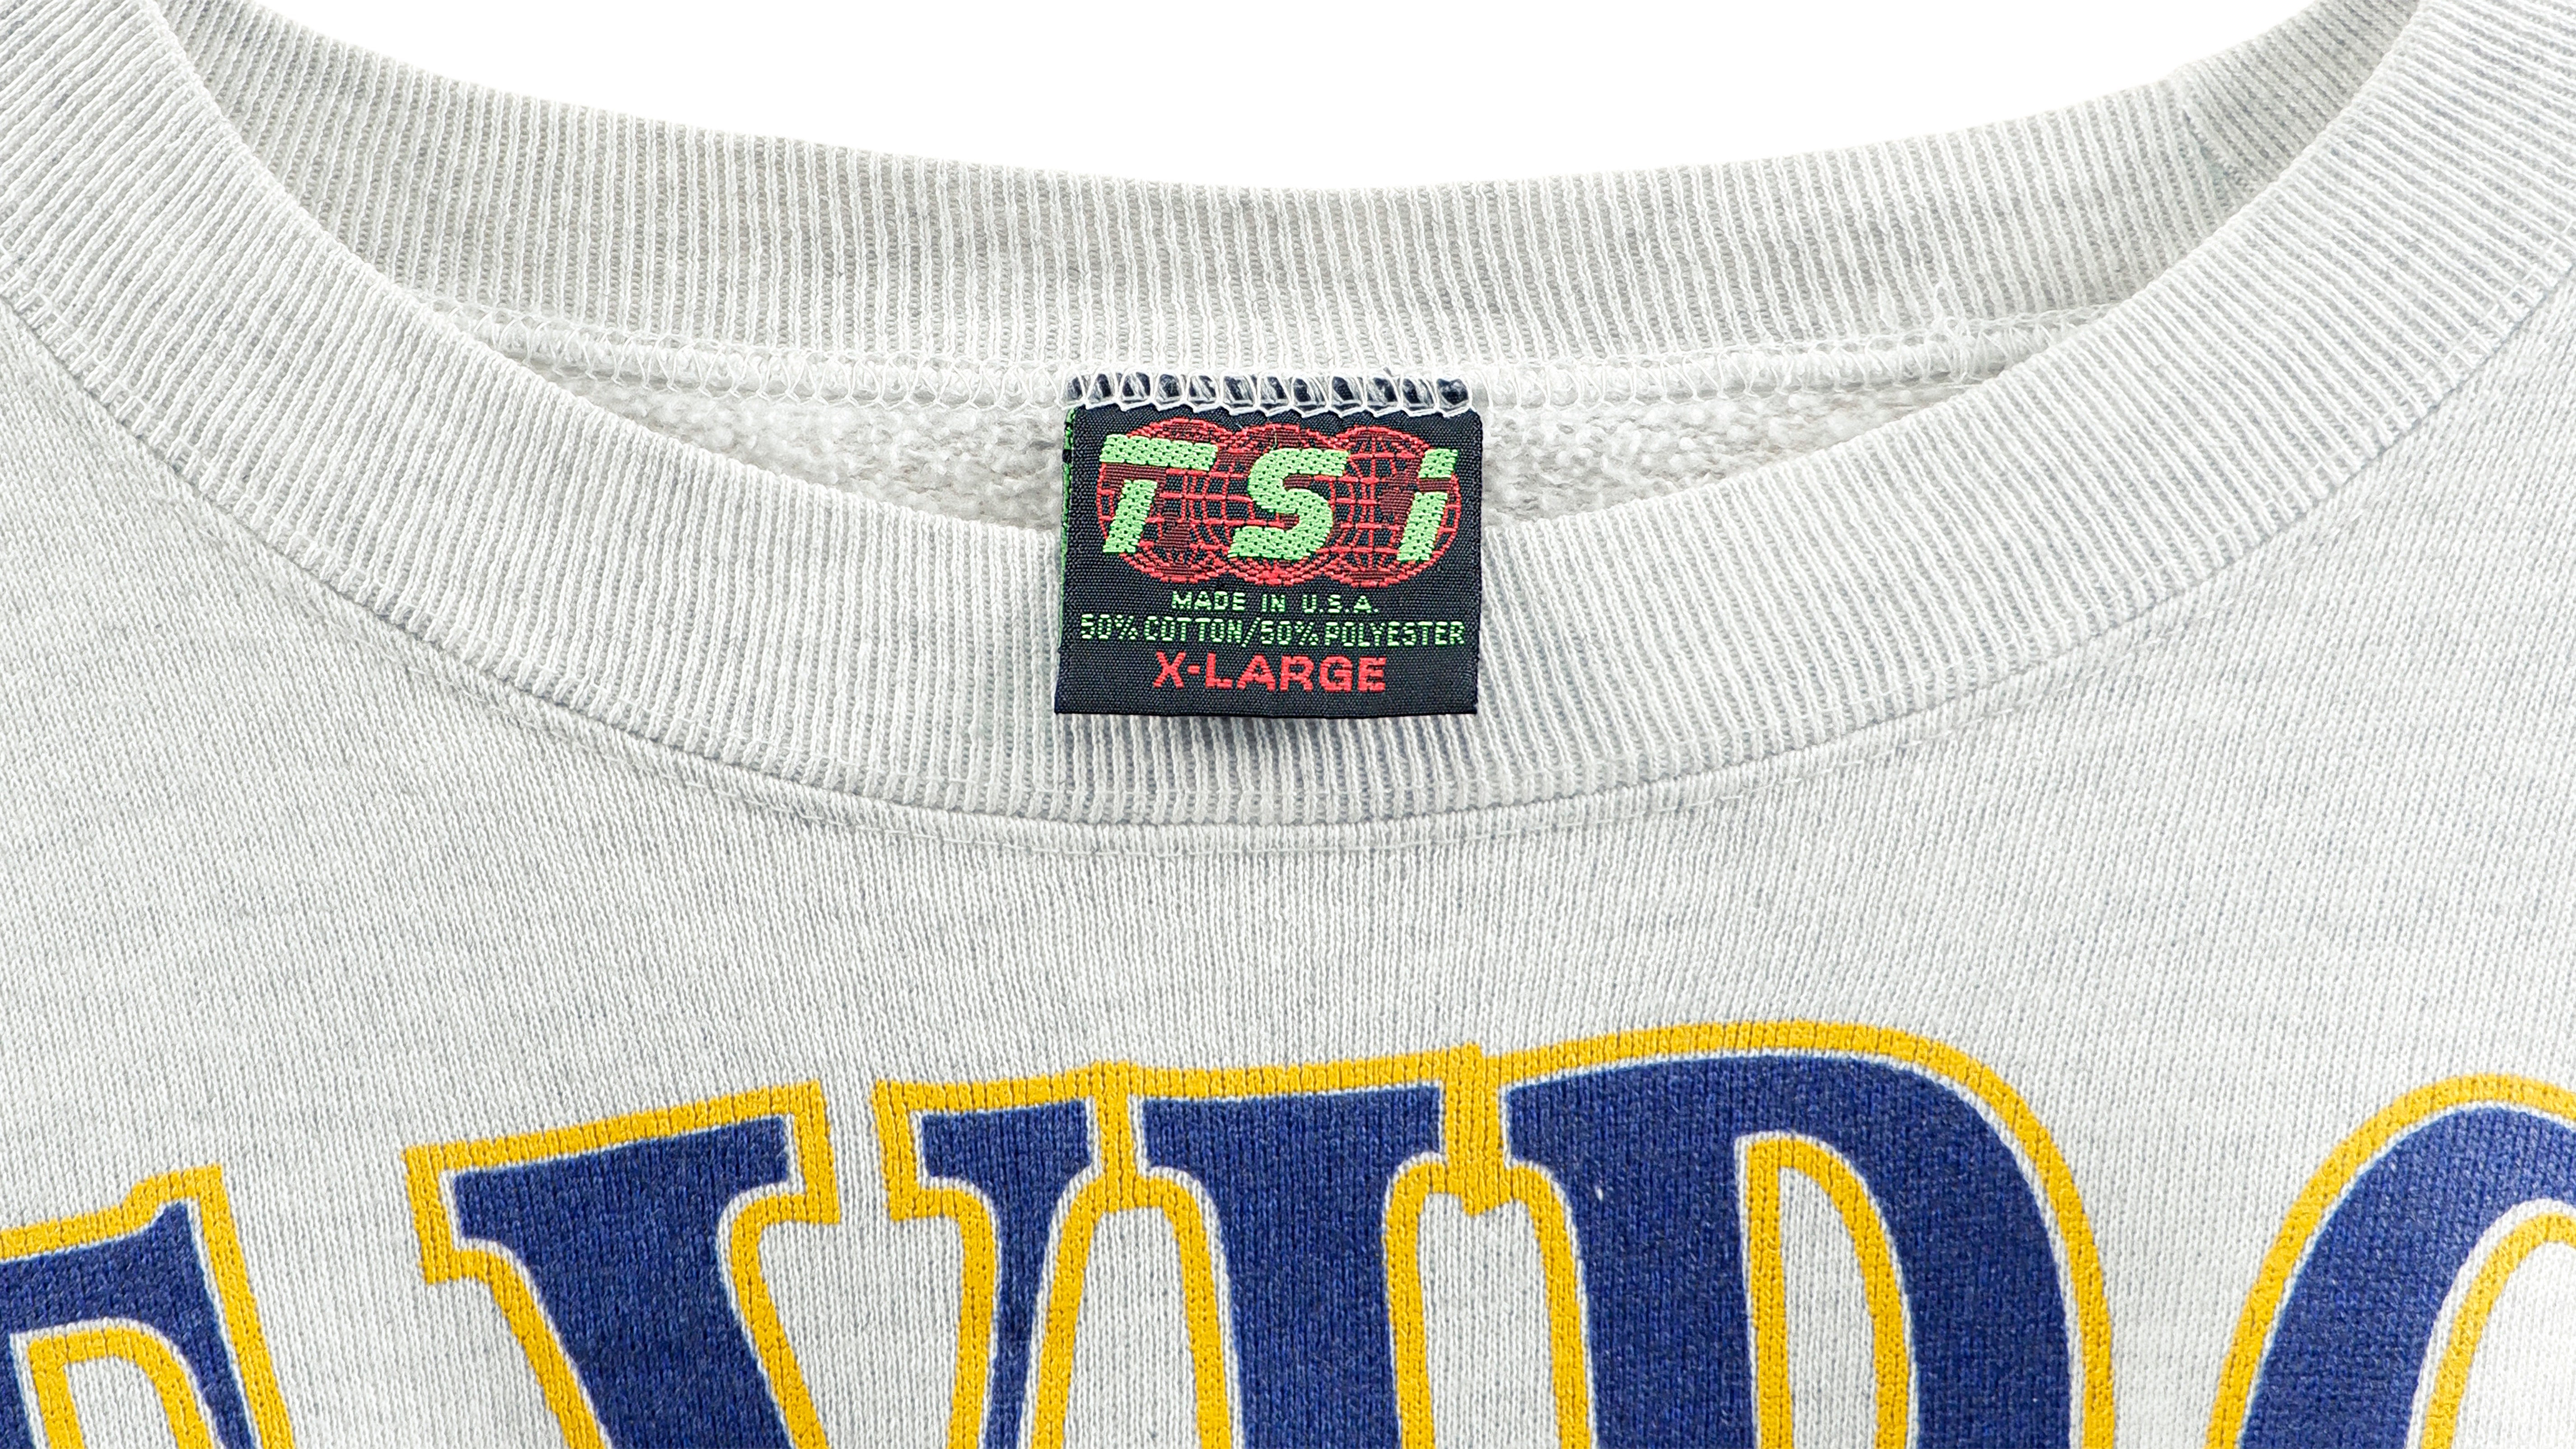 TSi
MADE IN U.S.A.
50% COTTON/50% POLYESTER
X-LARGE